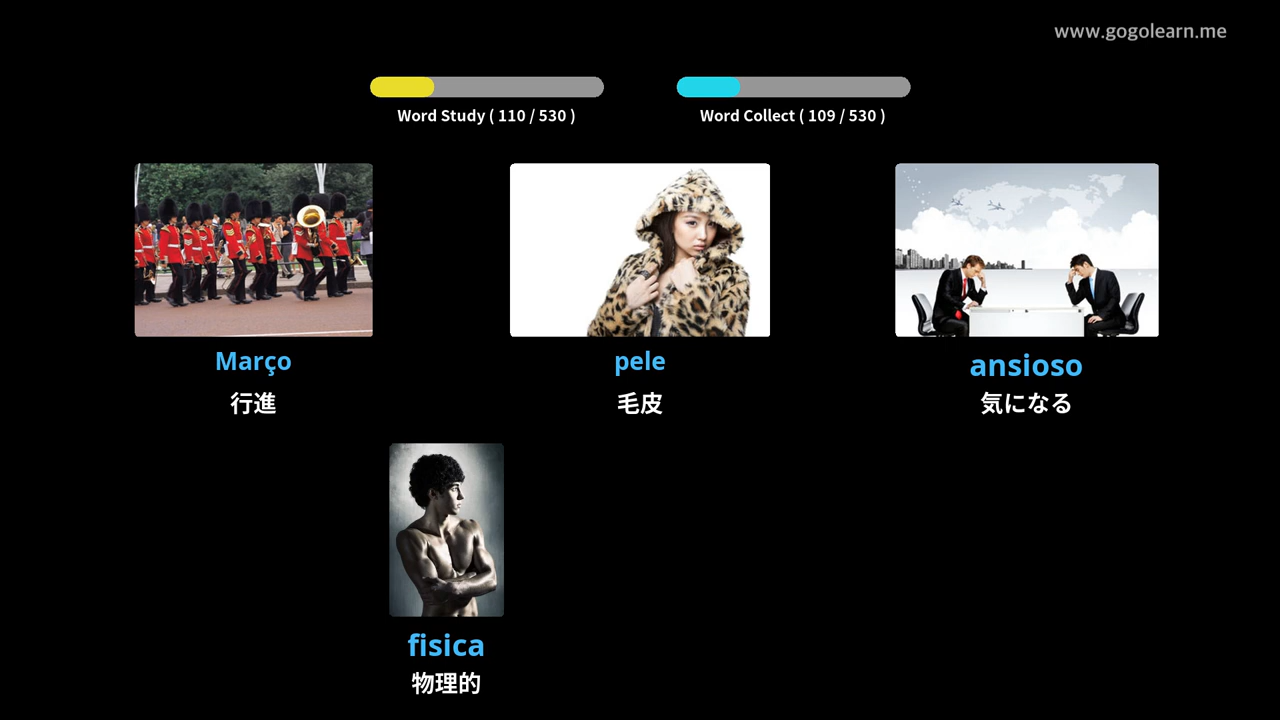 www.gogolearn.me
Word Study ( 110 / 530 )
Word Collect ( 109 / 530 )
Março
行進
pele
毛皮
ansioso
気になる
fisica
物理的